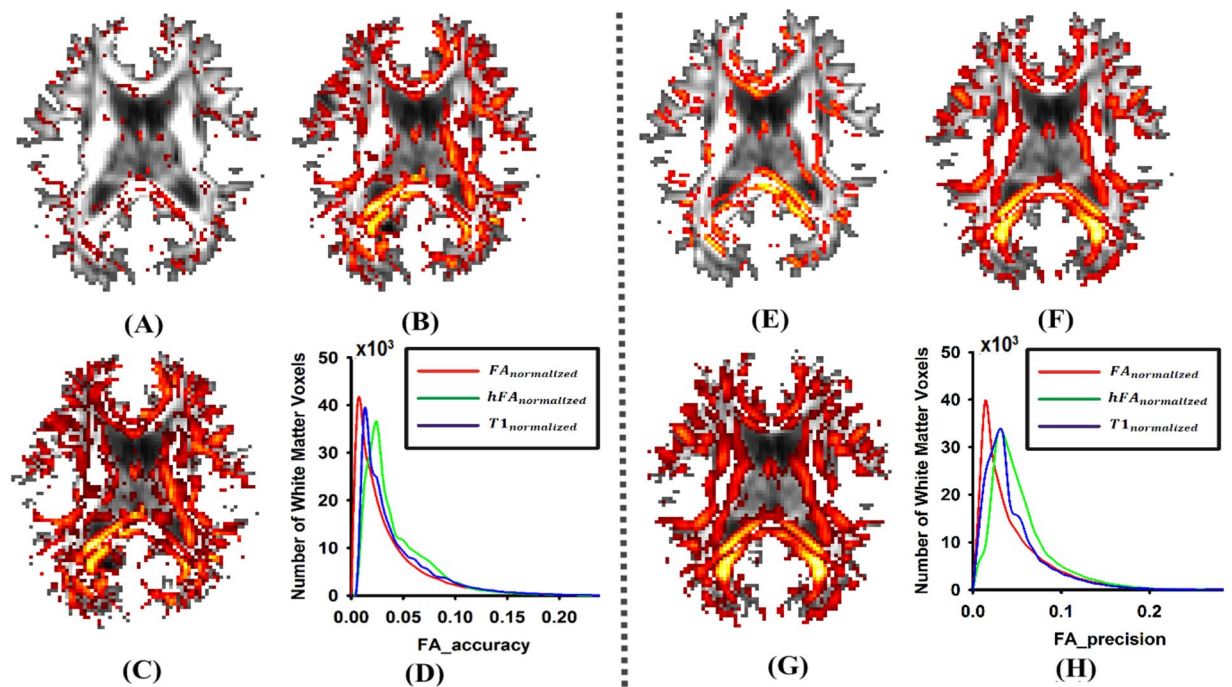 (A)
(B)
(E)
(F)
×10³
50
40
30
20
10
0
Number of White Matter Voxels
FA_normalized
hFA_normalized
T1_normalized
0.00
0.05
0.10
0.15
0.20
FA_accuracy
(C)
(D)
×10³
50
40
30
20
10
0
Number of White Matter Voxels
FA_normalized
hFA_normalized
T1_normalized
0.0
0.1
0.2
FA_precision
(G)
(H)